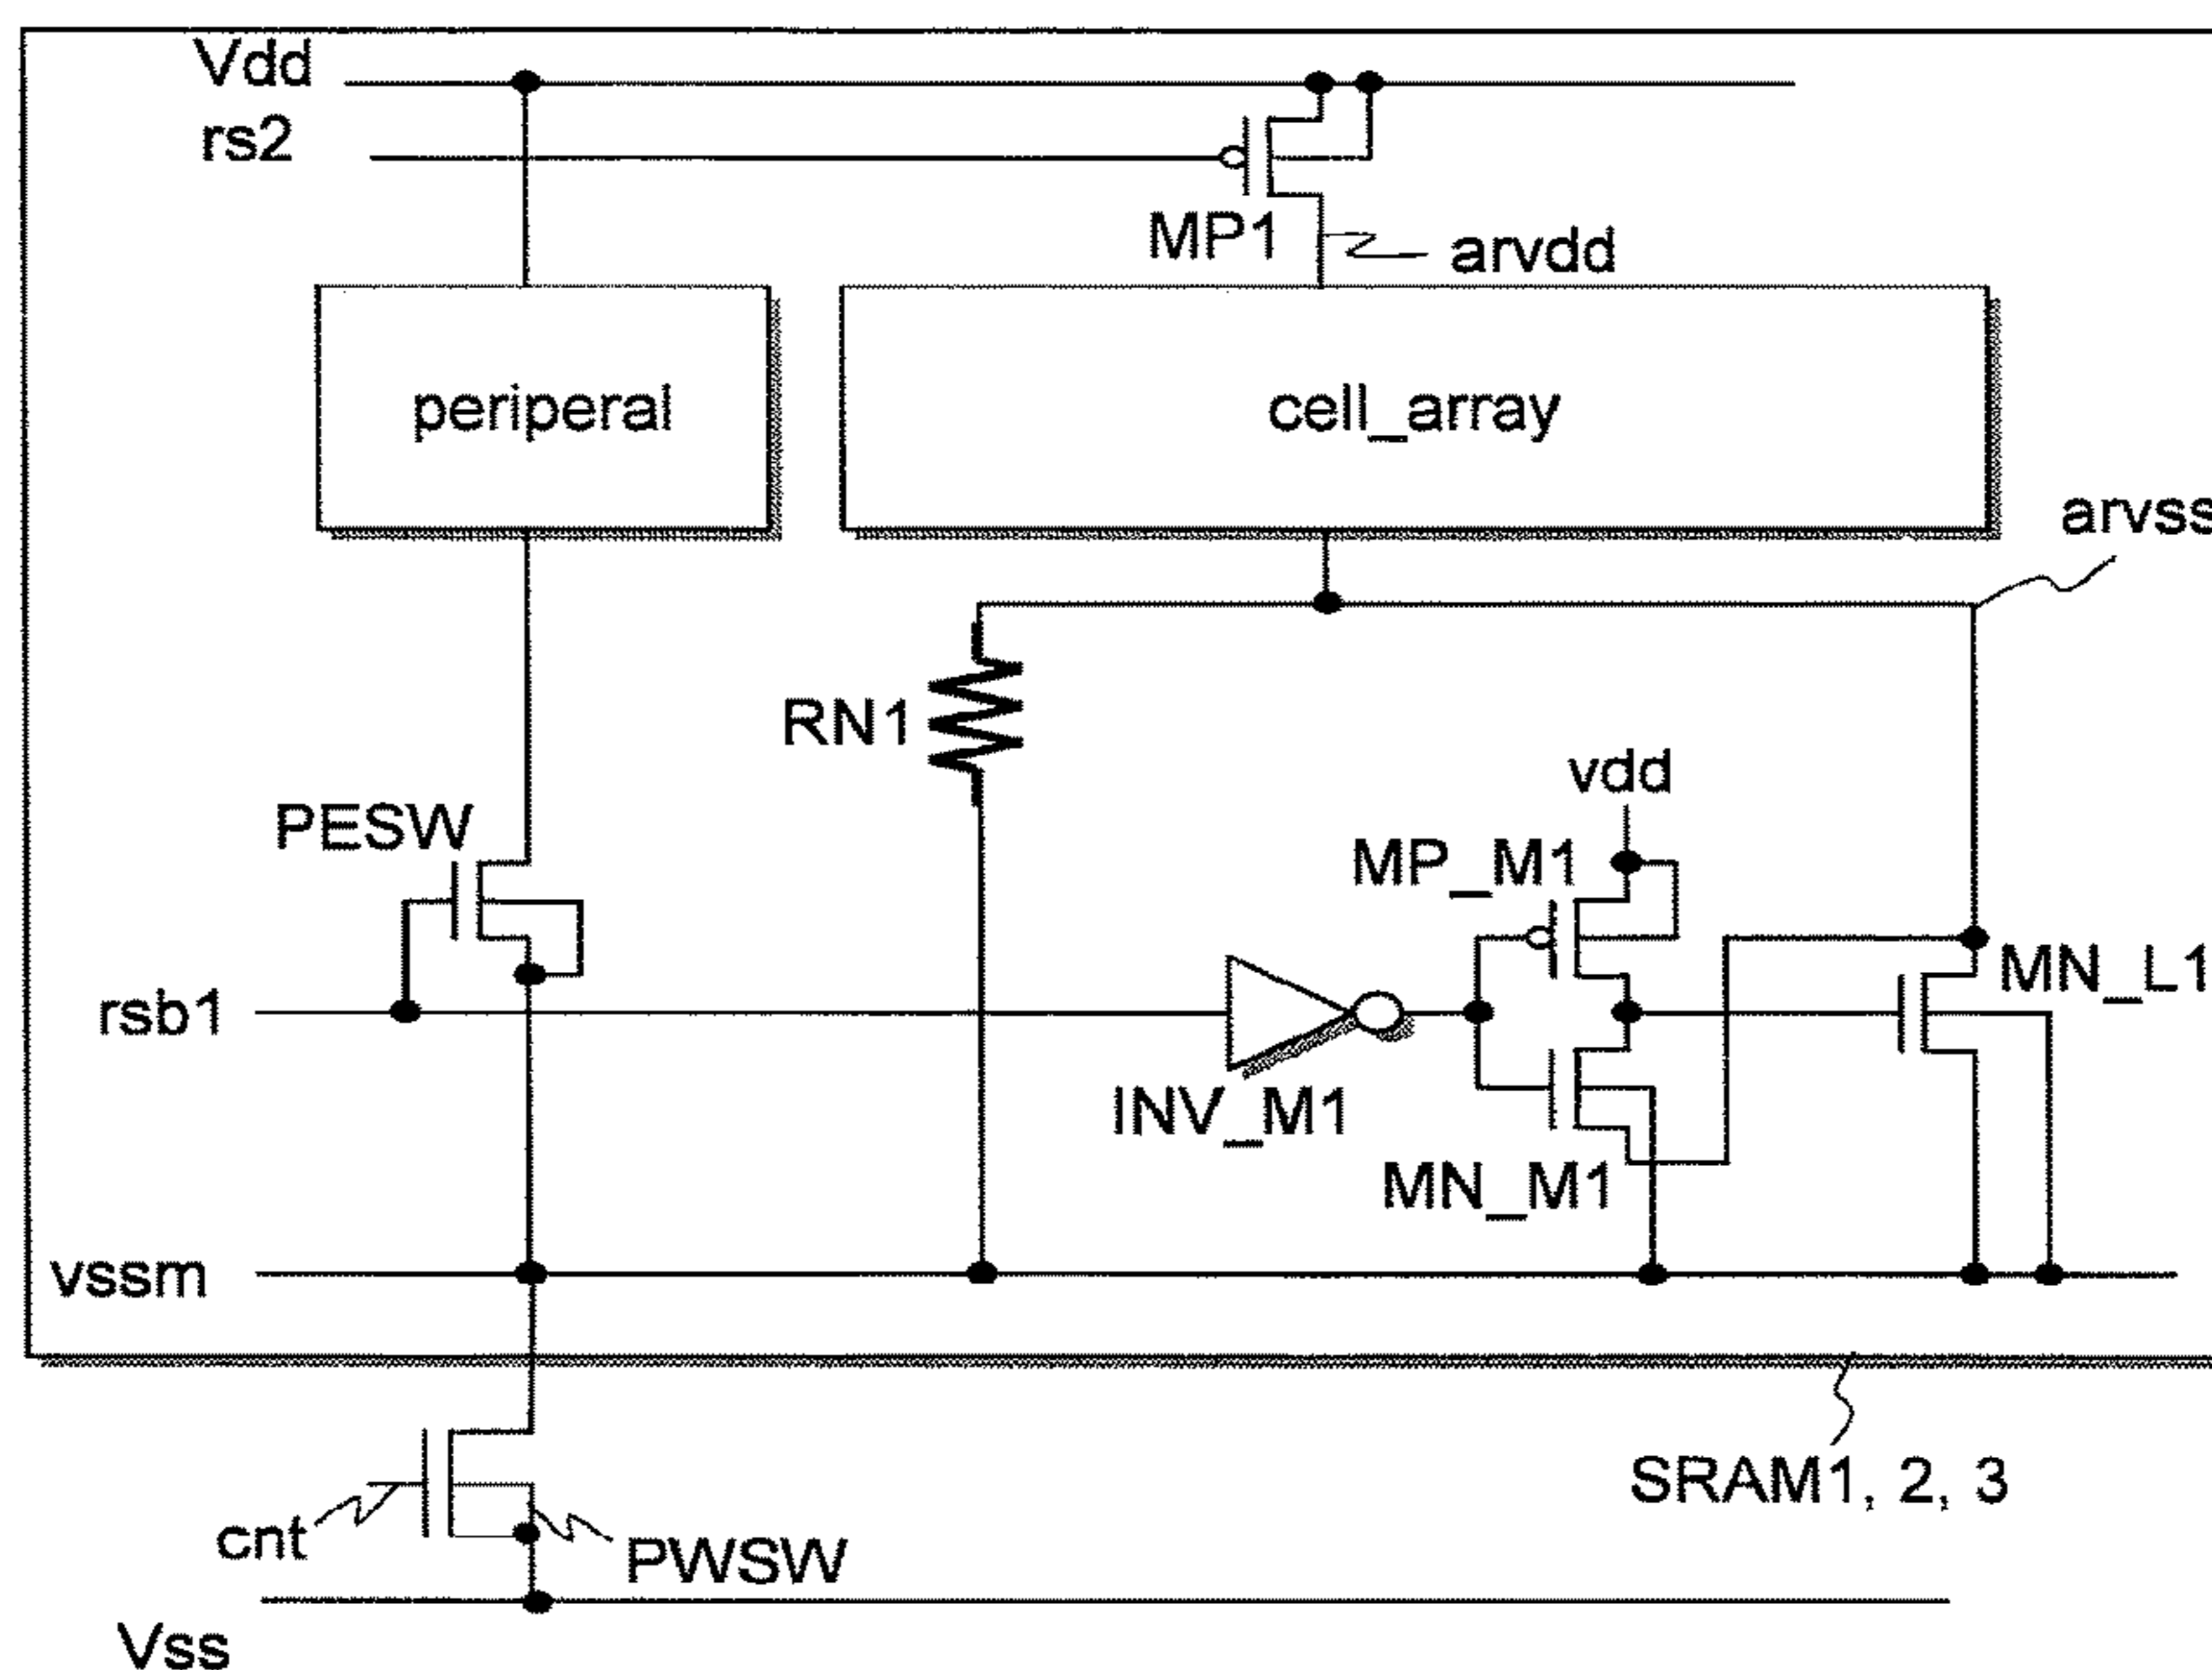 Vdd
rs2
MP1
arvdd
periperal
cell_array
arvss
RN1
vdd
PESW
MP_M1
MN_L1
rsb1
INV_M1
MN_M1
vssm
SRAM1, 2, 3
cnt
PWSW
Vss